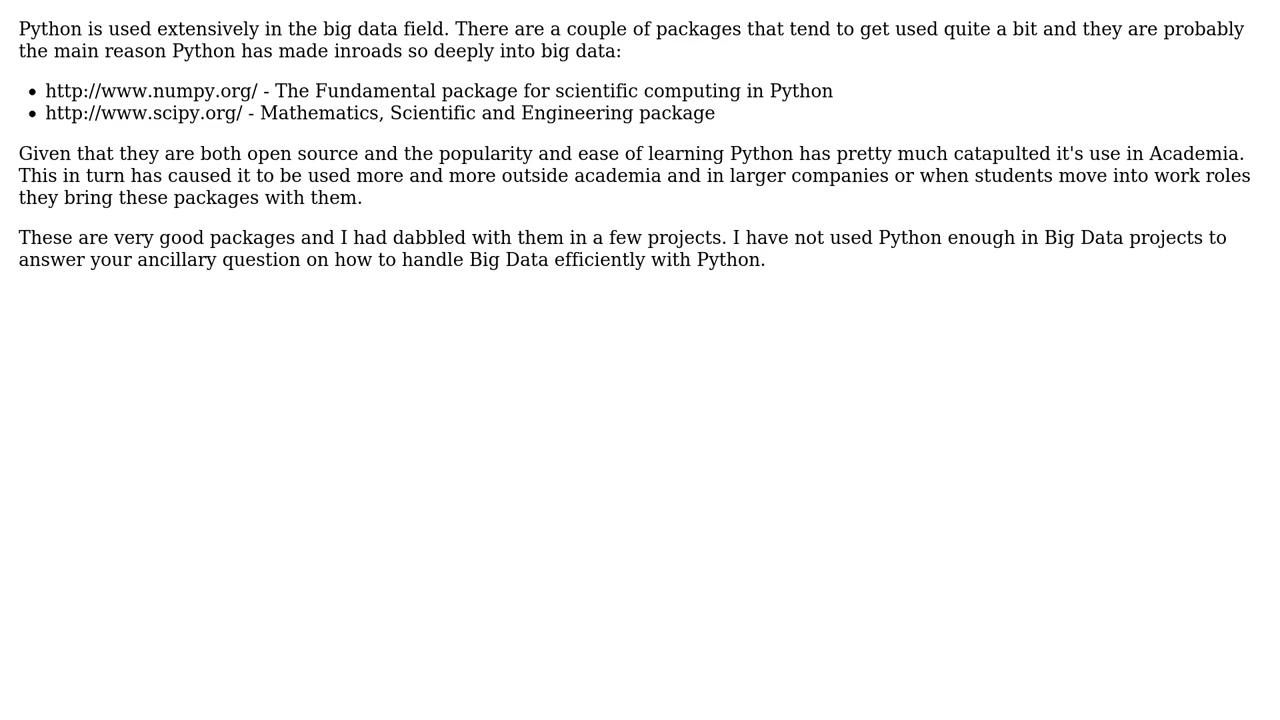 Python is used extensively in the big data field. There are a couple of packages that tend to get used quite a bit and they are probably
the main reason Python has made inroads so deeply into big data:
• http://www.numpy.org/ - The Fundamental package for scientific computing in Python
• http://www.scipy.org/ - Mathematics, Scientific and Engineering package
Given that they are both open source and the popularity and ease of learning Python has pretty much catapulted it's use in Academia.
This in turn has caused it to be used more and more outside academia and in larger companies or when students move into work roles
they bring these packages with them.
These are very good packages and I had dabbled with them in a few projects. I have not used Python enough in Big Data projects to
answer your ancillary question on how to handle Big Data efficiently with Python.